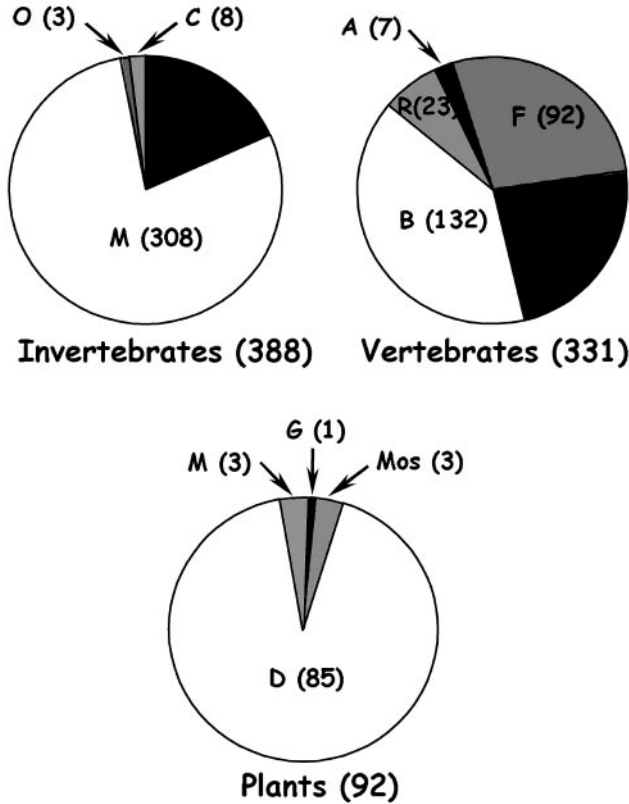 O (3)
C (8)
M (308)
Invertebrates (388)
A (7)
R(23)
F (92)
B (132)
Vertebrates (331)
G (1)
M (3)
Mos (3)
D (85)
Plants (92)